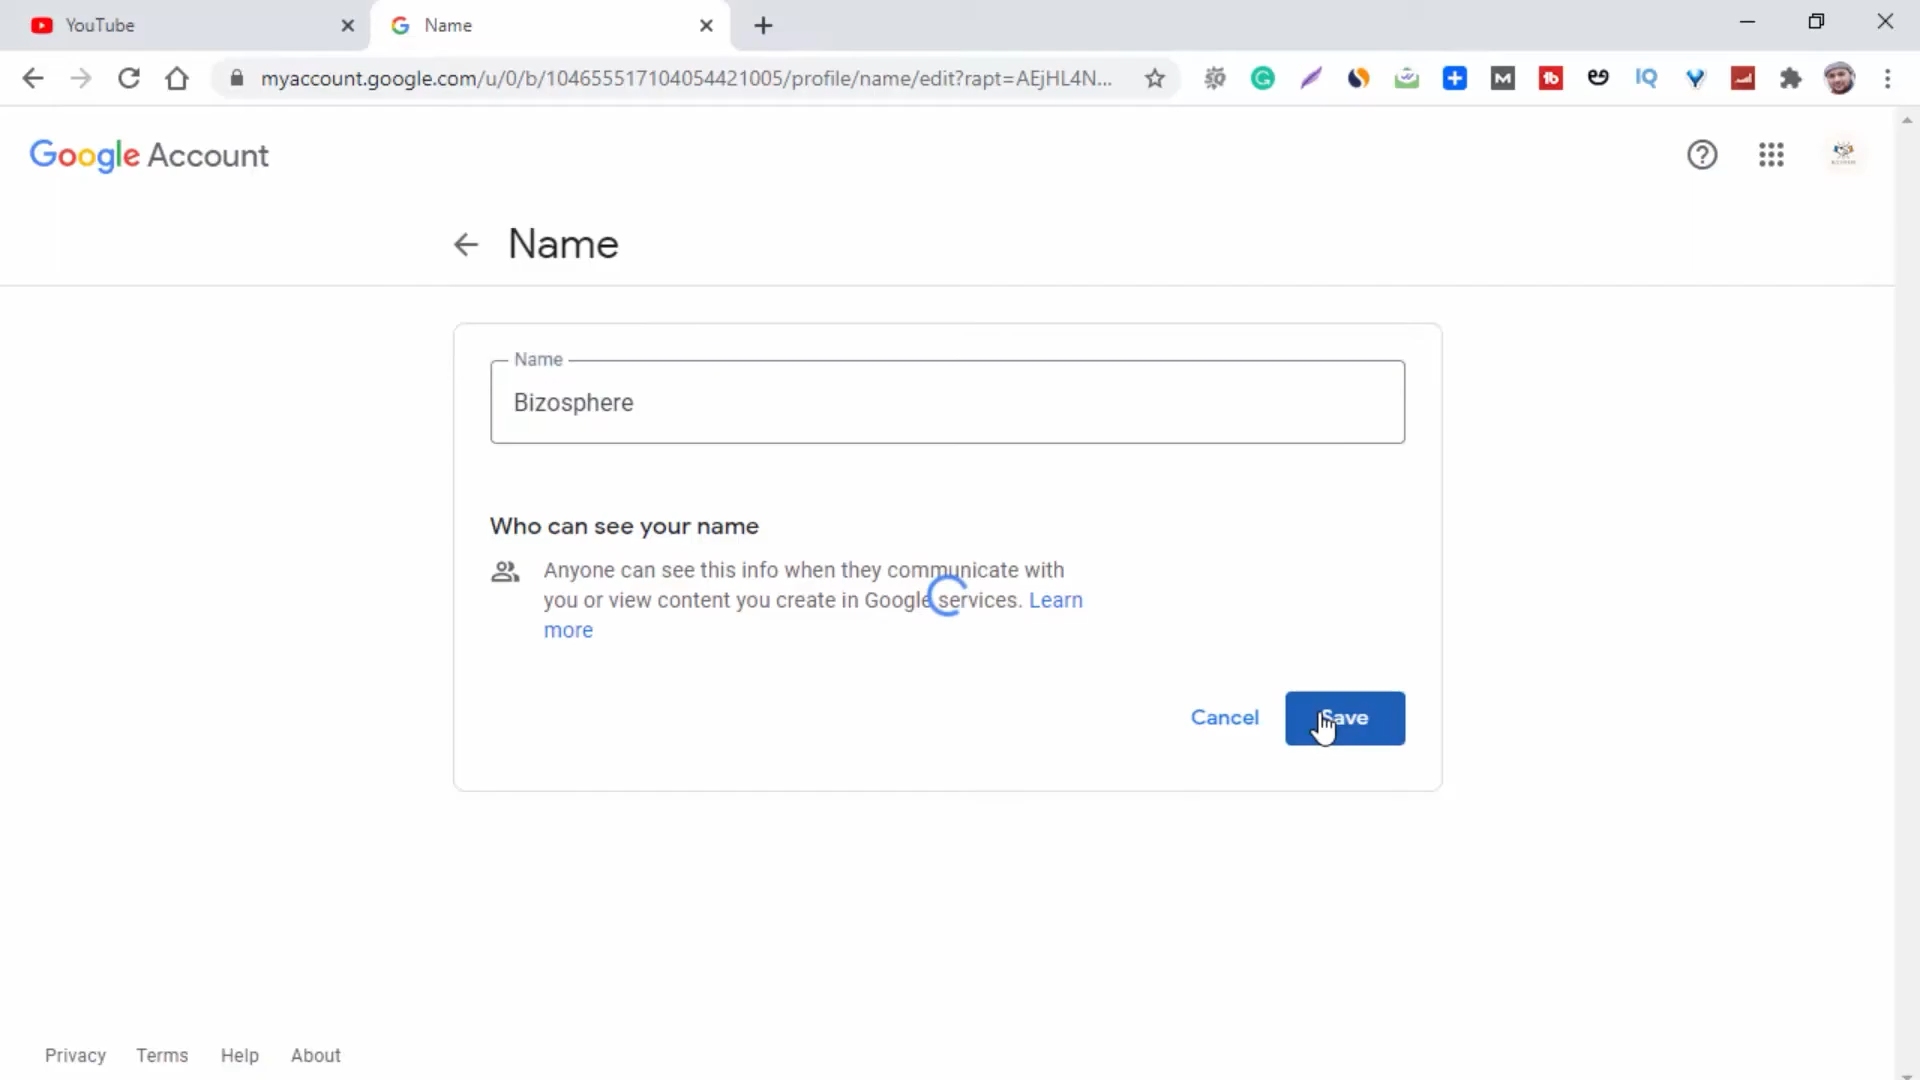 YouTube
Name
myaccount.google.com/u/0/b/104655517104054421005/profile/name/edit?rapt=AEjHL4N...
Google Account
Name
Name
Bizosphere
Who can see your name
Anyone can see this info when they communicate with
you or view content you create in Google services. Learn
more
Cancel
Save
Privacy
Terms
Help
About